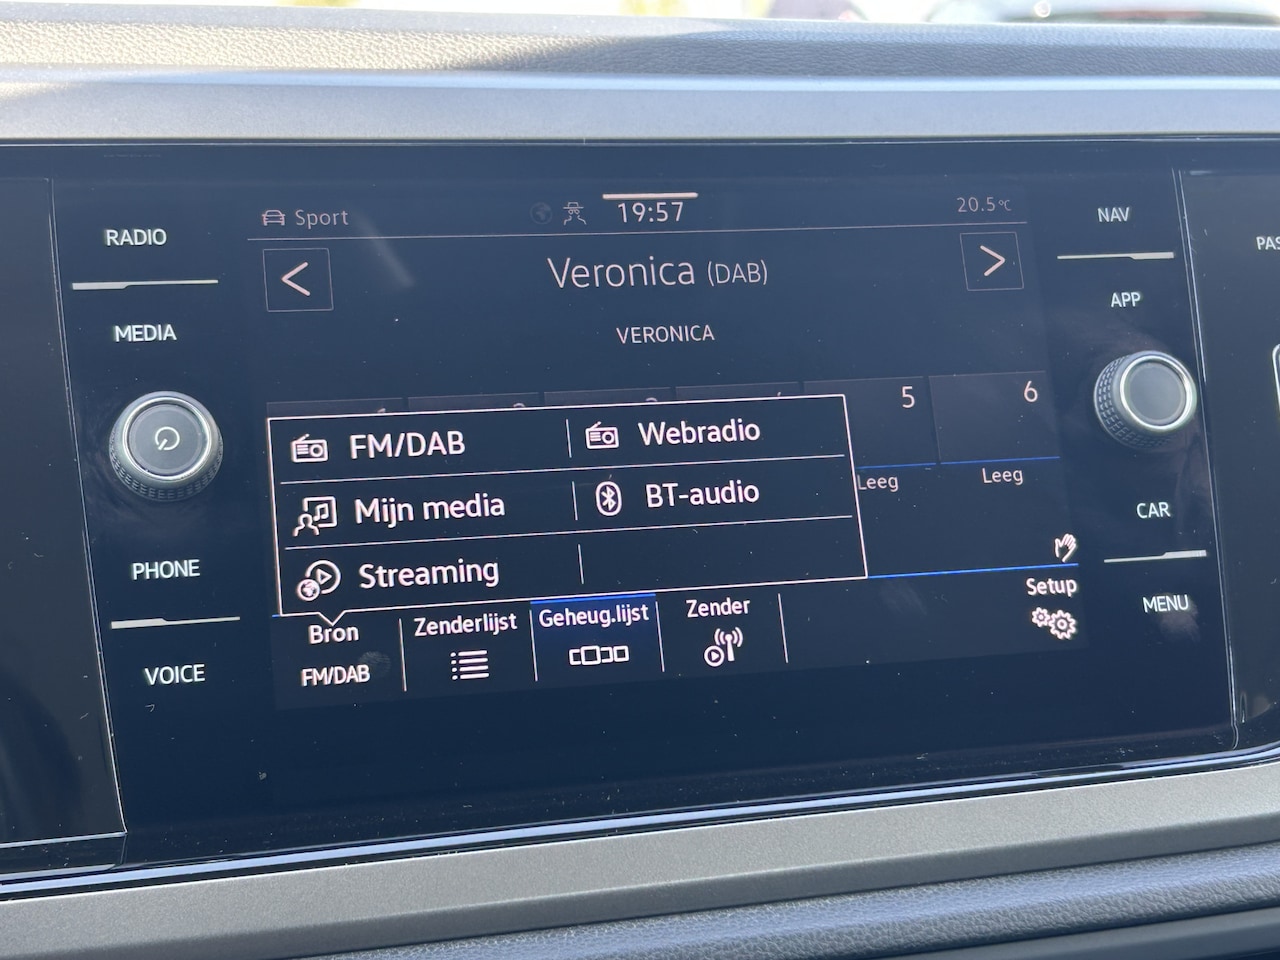 RADIO
MEDIA
PHONE
VOICE
Sport
19:57
20.5°C
<
Veronica (DAB)
>
VERONICA
5
6
Leeg
Leeg
FM/DAB
Webradio
Mijn media
BT-audio
Streaming
Bron
FM/DAB
Zenderlijst
Geheug.lijst
Zender
Setup
NAV
APP
CAR
MENU